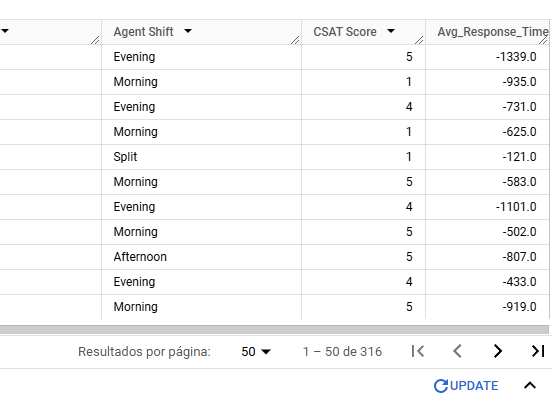 Agent Shift CSAT Score Avg_Response_Time
Evening 5 -1339.0
Morning 1 -935.0
Evening 4 -731.0
Morning 1 -625.0
Split 1 -121.0
Morning 5 -583.0
Evening 4 -1101.0
Morning 5 -502.0
Afternoon 5 -807.0
Evening 4 -433.0
Morning 5 -919.0
Resultados por página: 50 1 – 50 de 316
UPDATE